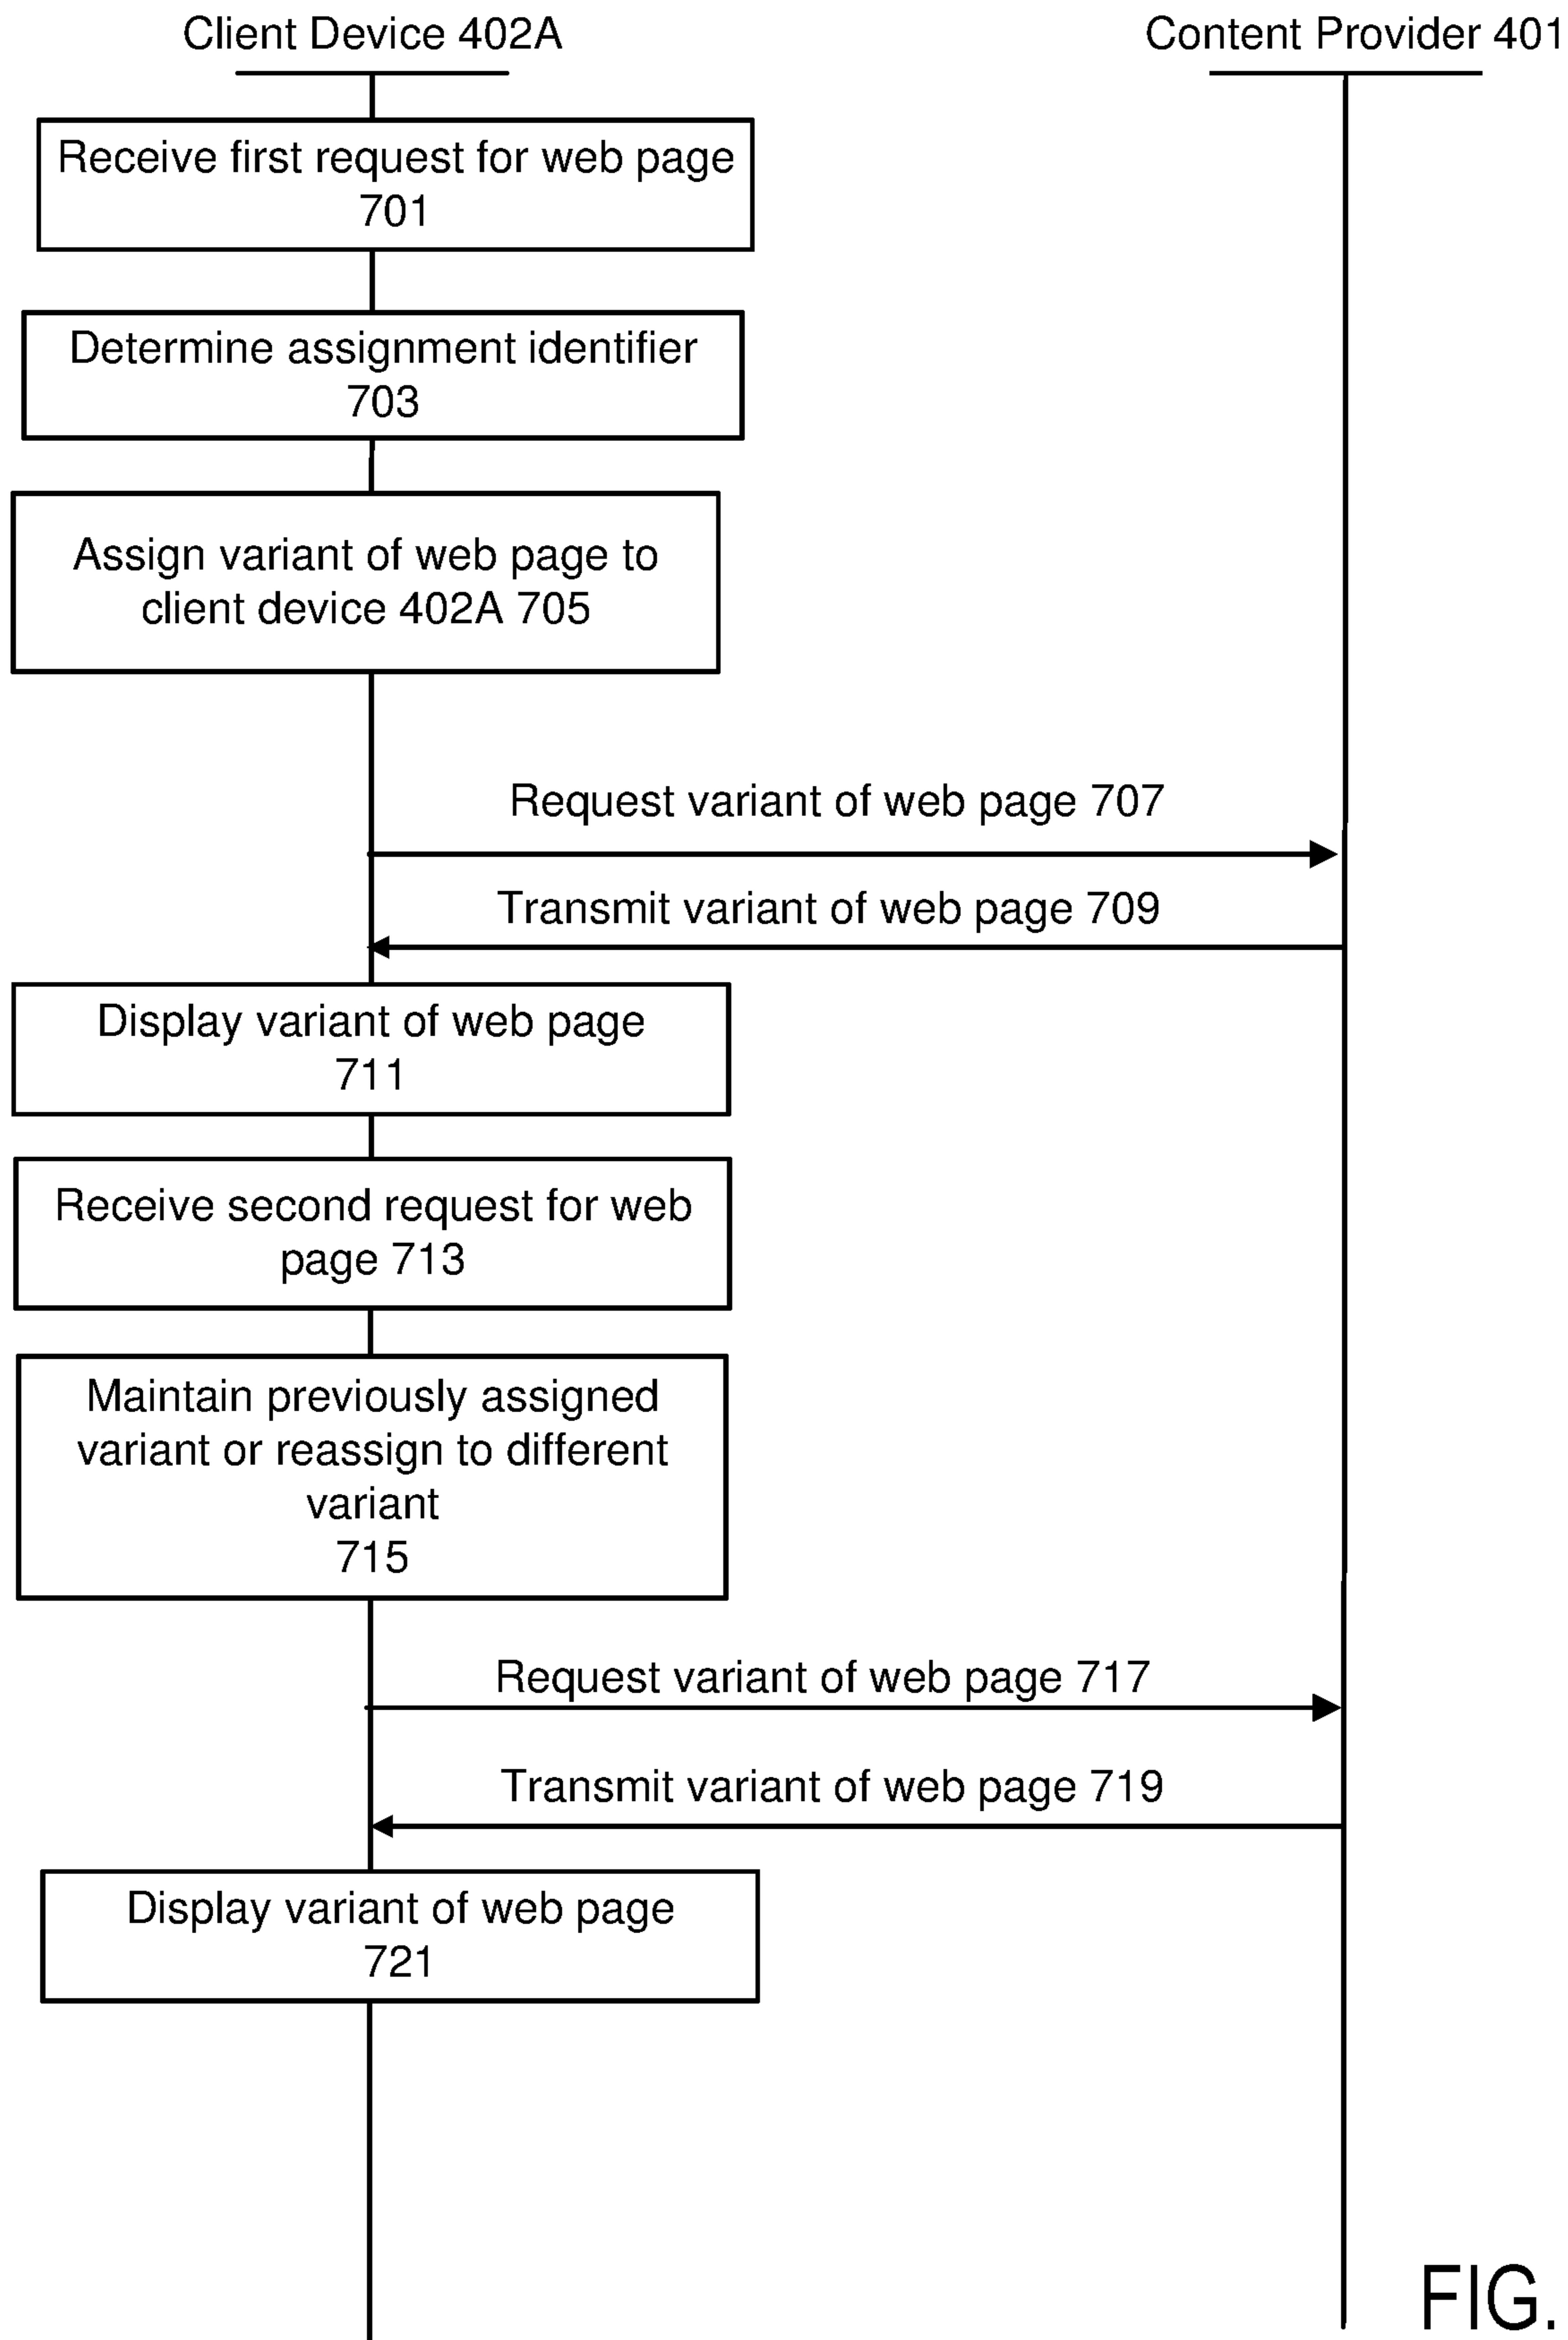 Client Device 402A
Content Provider 401
Receive first request for web page
701
Determine assignment identifier
703
Assign variant of web page to
client device 402A 705
Request variant of web page 707
Transmit variant of web page 709
Display variant of web page
711
Receive second request for web
page 713
Maintain previously assigned
variant or reassign to different
variant
715
Request variant of web page 717
Transmit variant of web page 719
Display variant of web page
721
FIG.